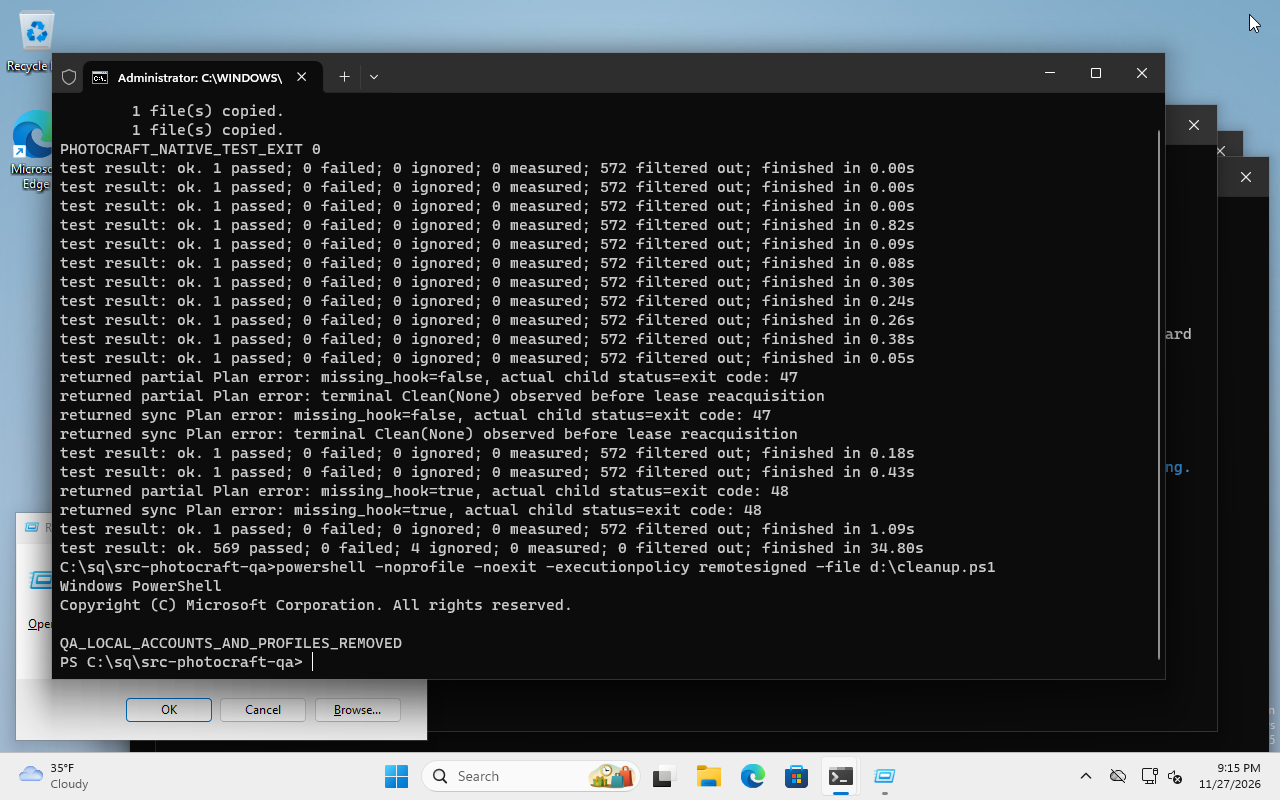 Recycle
Microso
Edge
Administrator: C:\WINDOWS\
1 file(s) copied.
1 file(s) copied.
PHOTOCRAFT_NATIVE_TEST_EXIT 0
test result: ok. 1 passed; 0 failed; 0 ignored; 0 measured; 572 filtered out; finished in 0.00s
test result: ok. 1 passed; 0 failed; 0 ignored; 0 measured; 572 filtered out; finished in 0.00s
test result: ok. 1 passed; 0 failed; 0 ignored; 0 measured; 572 filtered out; finished in 0.00s
test result: ok. 1 passed; 0 failed; 0 ignored; 0 measured; 572 filtered out; finished in 0.82s
test result: ok. 1 passed; 0 failed; 0 ignored; 0 measured; 572 filtered out; finished in 0.09s
test result: ok. 1 passed; 0 failed; 0 ignored; 0 measured; 572 filtered out; finished in 0.08s
test result: ok. 1 passed; 0 failed; 0 ignored; 0 measured; 572 filtered out; finished in 0.30s
test result: ok. 1 passed; 0 failed; 0 ignored; 0 measured; 572 filtered out; finished in 0.24s
test result: ok. 1 passed; 0 failed; 0 ignored; 0 measured; 572 filtered out; finished in 0.26s
test result: ok. 1 passed; 0 failed; 0 ignored; 0 measured; 572 filtered out; finished in 0.38s
test result: ok. 1 passed; 0 failed; 0 ignored; 0 measured; 572 filtered out; finished in 0.05s
returned partial Plan error: missing_hook=false, actual child status=exit code: 47
returned partial Plan error: terminal Clean(None) observed before lease reacquisition
returned sync Plan error: missing_hook=false, actual child status=exit code: 47
returned sync Plan error: terminal Clean(None) observed before lease reacquisition
test result: ok. 1 passed; 0 failed; 0 ignored; 0 measured; 572 filtered out; finished in 0.18s
test result: ok. 1 passed; 0 failed; 0 ignored; 0 measured; 572 filtered out; finished in 0.43s
returned partial Plan error: missing_hook=true, actual child status=exit code: 48
returned sync Plan error: missing_hook=true, actual child status=exit code: 48
test result: ok. 1 passed; 0 failed; 0 ignored; 0 measured; 572 filtered out; finished in 1.09s
test result: ok. 569 passed; 0 failed; 4 ignored; 0 measured; 0 filtered out; finished in 34.80s
C:\sq\src-photocraft-qa>powershell -noprofile -noexit -executionpolicy remotesigned -file d:\cleanup.ps1
Windows PowerShell
Copyright (C) Microsoft Corporation. All rights reserved.
QA_LOCAL_ACCOUNTS_AND_PROFILES_REMOVED
PS C:\sq\src-photocraft-qa>
ard
ng.
R
Open
OK
Cancel
Browse...
35°F
Cloudy
Search
9:15 PM
11/27/2026